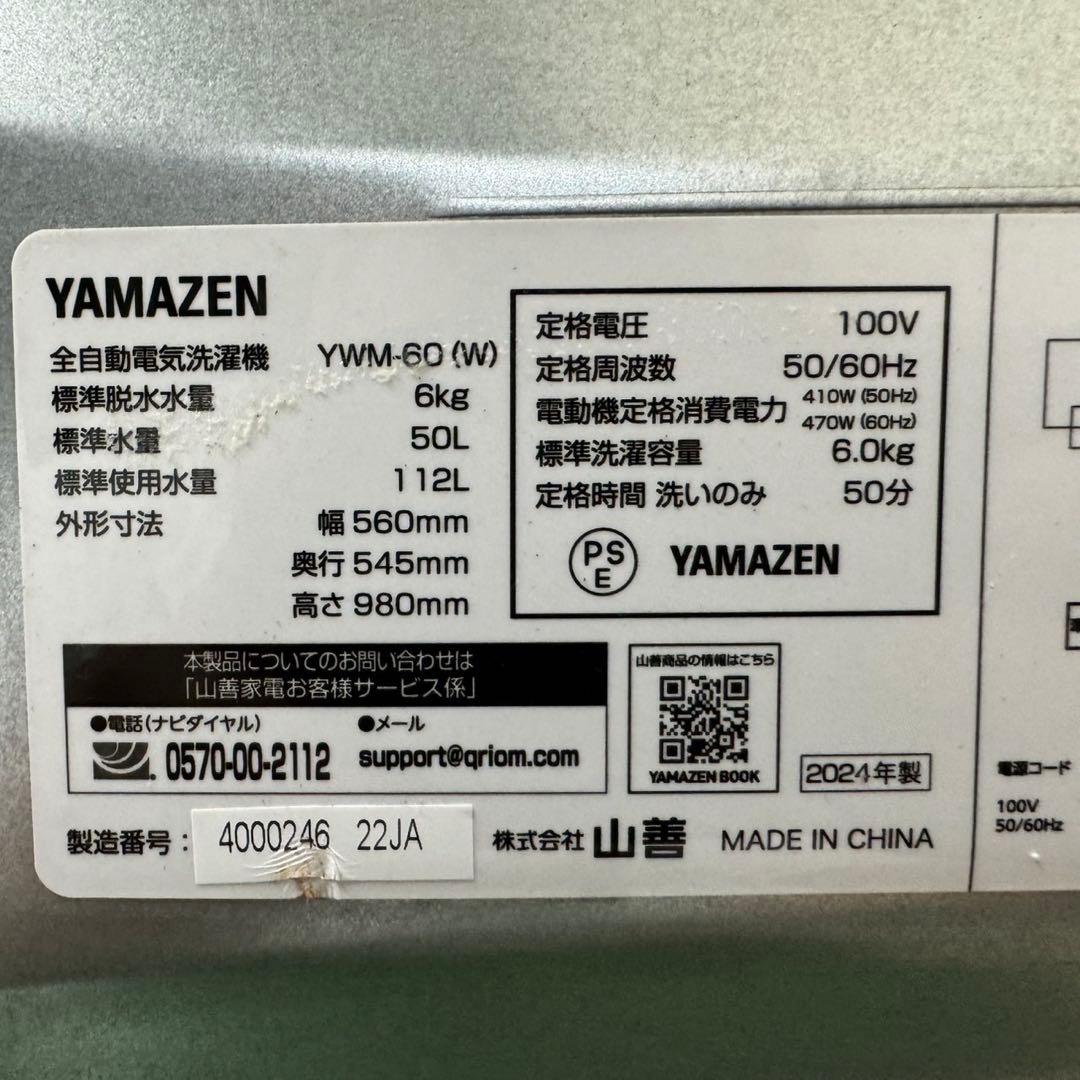 YAMAZEN
全自動電気洗濯機 YWM-60(W)
標準脱水水量 6kg
標準水量 50L
標準使用水量 112L
外形寸法 幅 560mm
奥行 545mm
高さ 980mm
定格電圧 100V
定格周波数 50/60Hz
電動機定格消費電力 410W(50Hz)
470W(60Hz)
標準洗濯容量 6.0kg
定格時間 洗いのみ 50分
PS
E
YAMAZEN
本製品についてのお問い合わせは
「山善家電お客様サービス係」
●電話(ナビダイヤル) ●メール
0570-00-2112 support@qriom.com
山善商品の情報はこちら
YAMAZEN BOOK
2024年製
製造番号: 4000246 22JA
株式会社 山善 MADE IN CHINA
電源コード
100V
50/60Hz